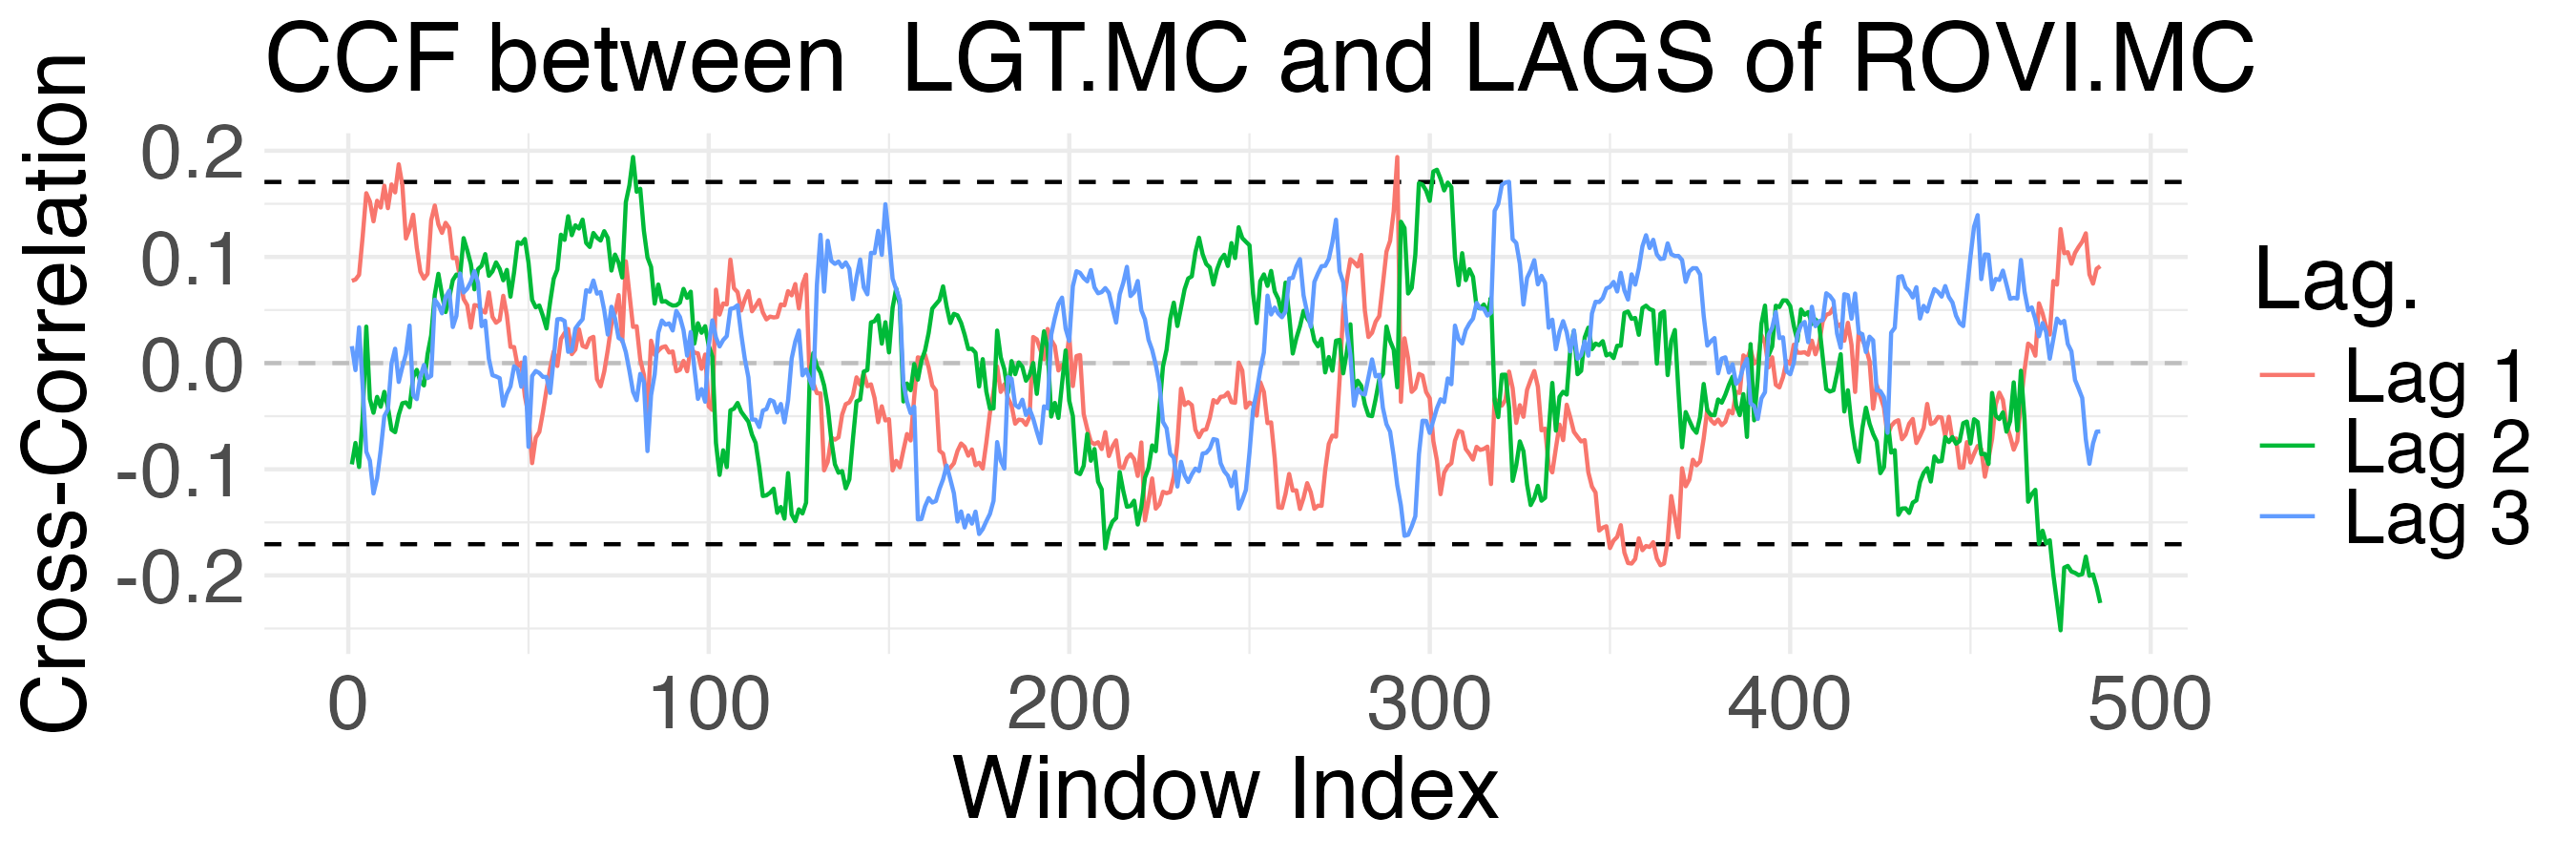 CCF between  LGT.MC and LAGS of ROVI.MC
Cross-Correlation
0.2
0.1
0.0
-0.1
-0.2
0 100 200 300 400 500
Window Index
Lag.
Lag 1
Lag 2
Lag 3